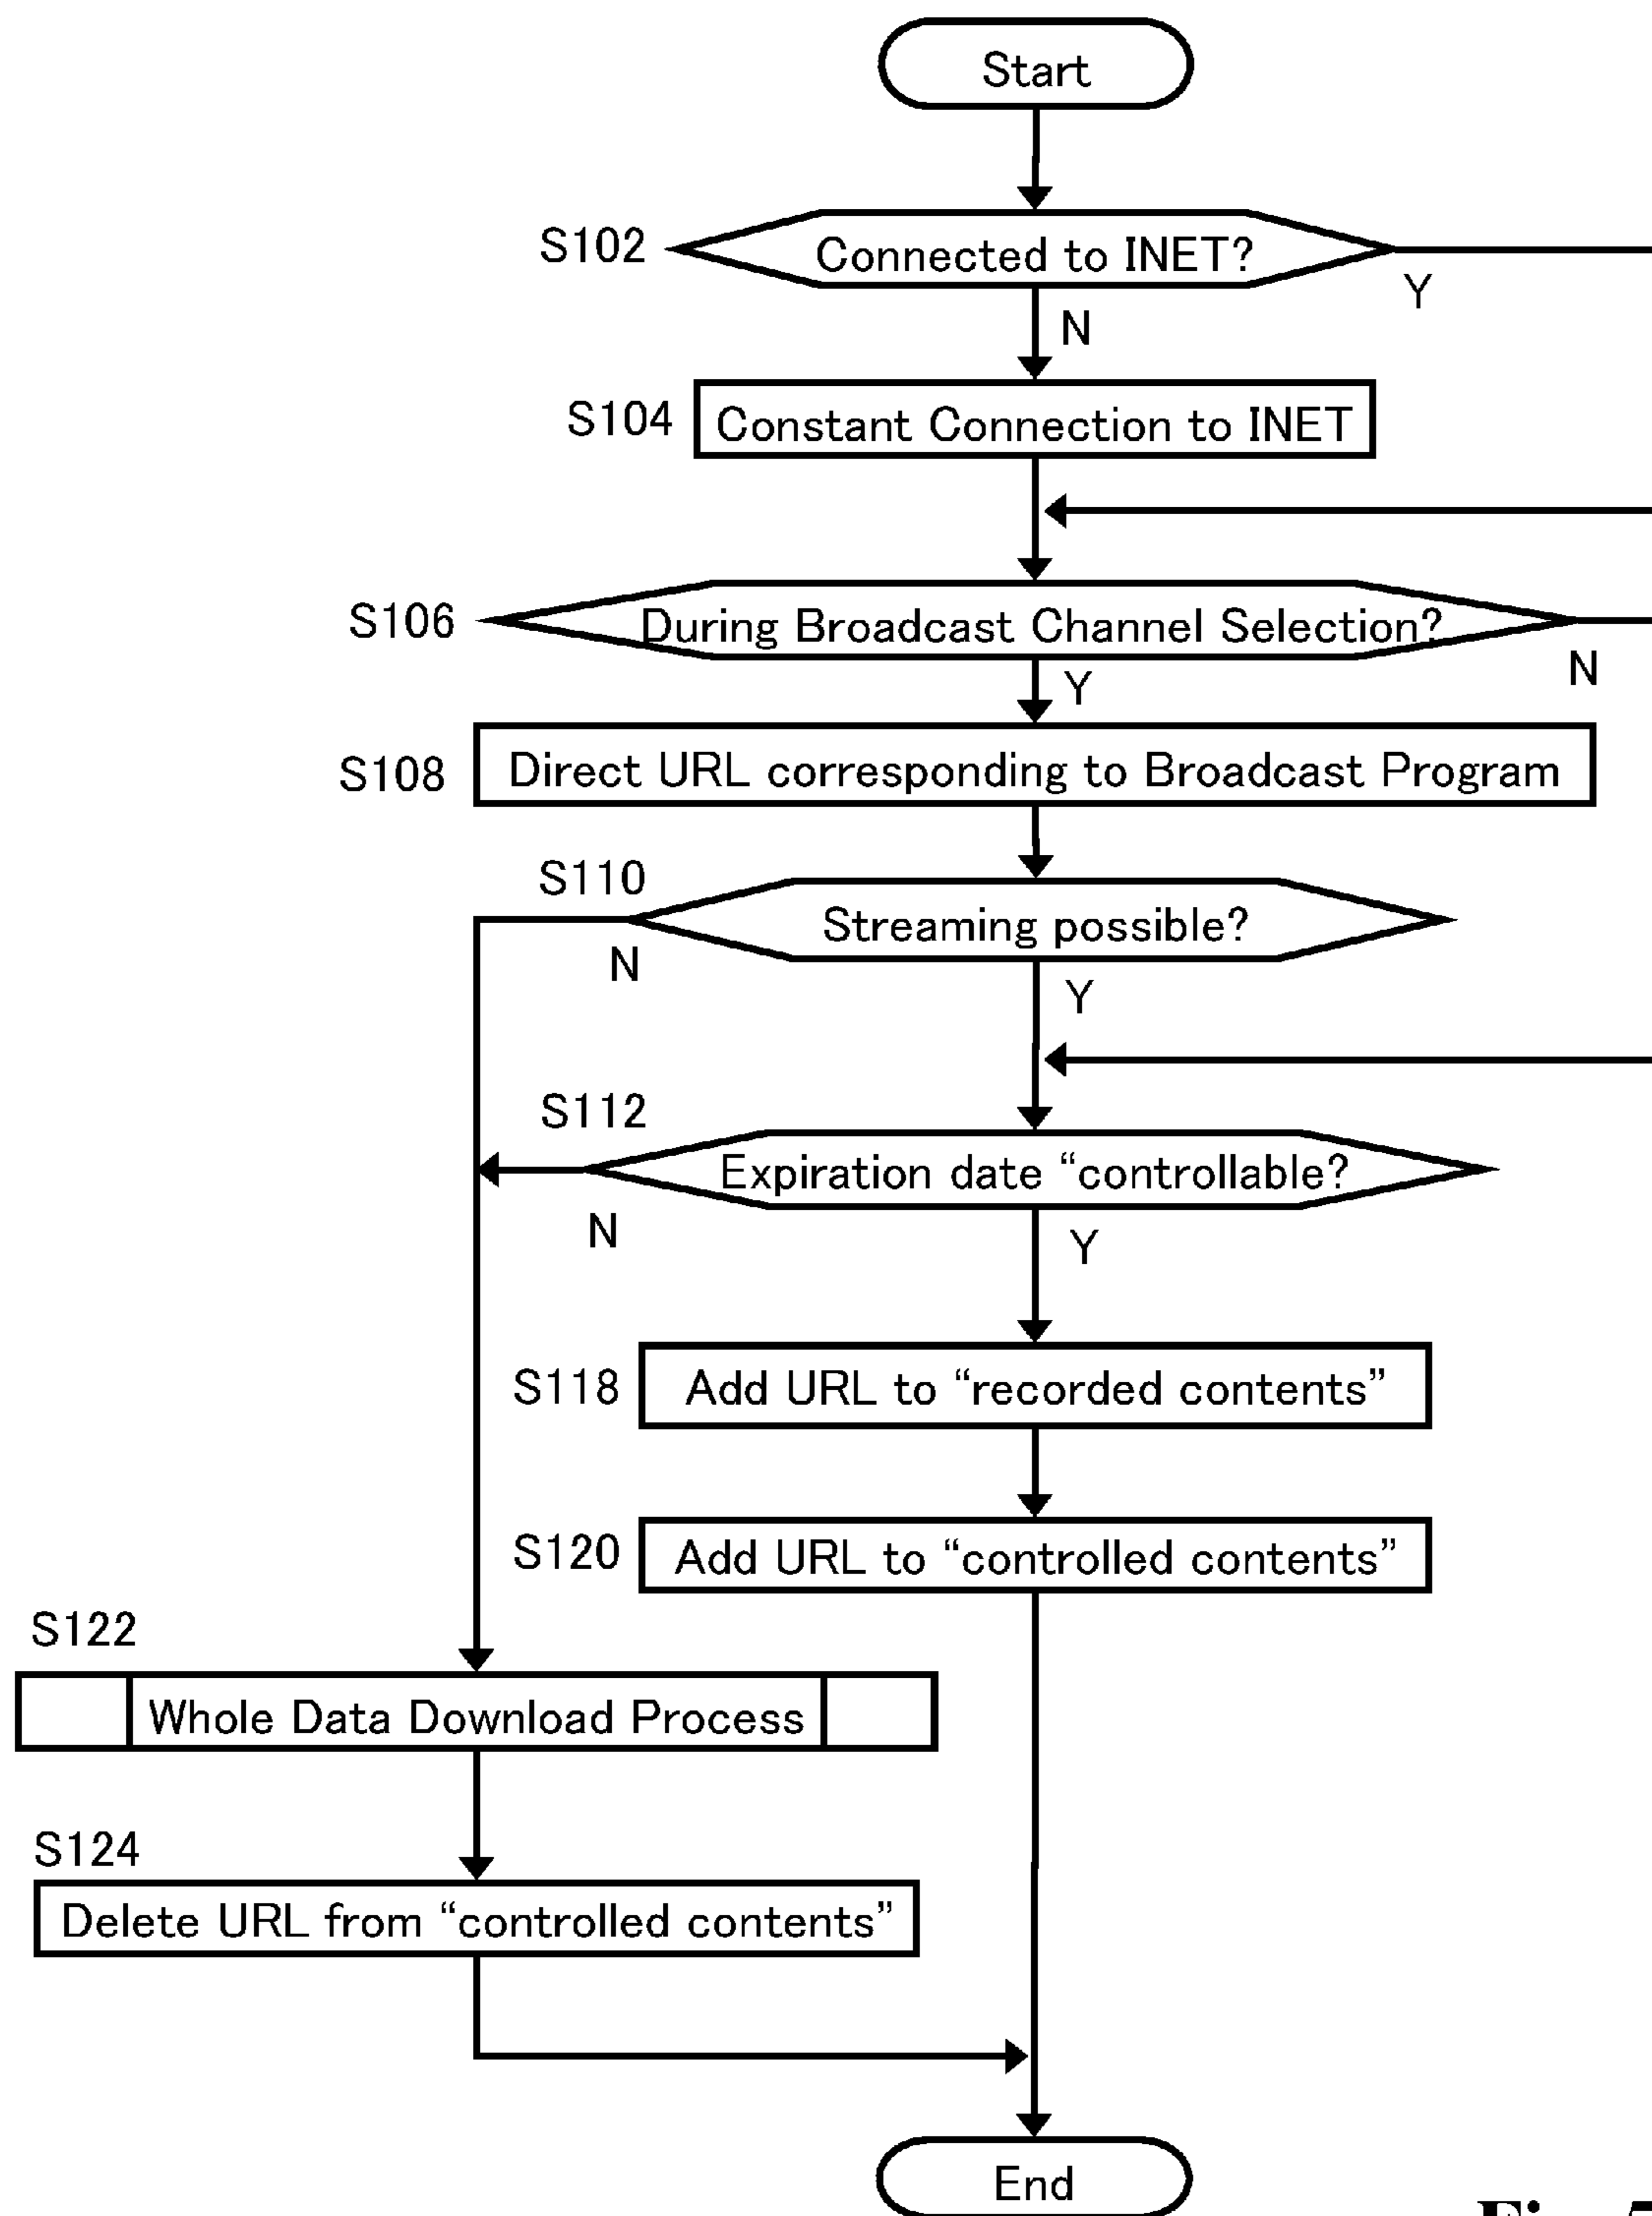 Start
S102
Connected to INET?
Y
N
S104
Constant Connection to INET
S106
During Broadcast Channel Selection?
N
Y
S108
Direct URL corresponding to Broadcast Program
S110
Streaming possible?
N
Y
S112
Expiration date “controllable?
N
Y
S118
Add URL to “recorded contents”
S120
Add URL to “controlled contents”
S122
Whole Data Download Process
S124
Delete URL from “controlled contents”
End